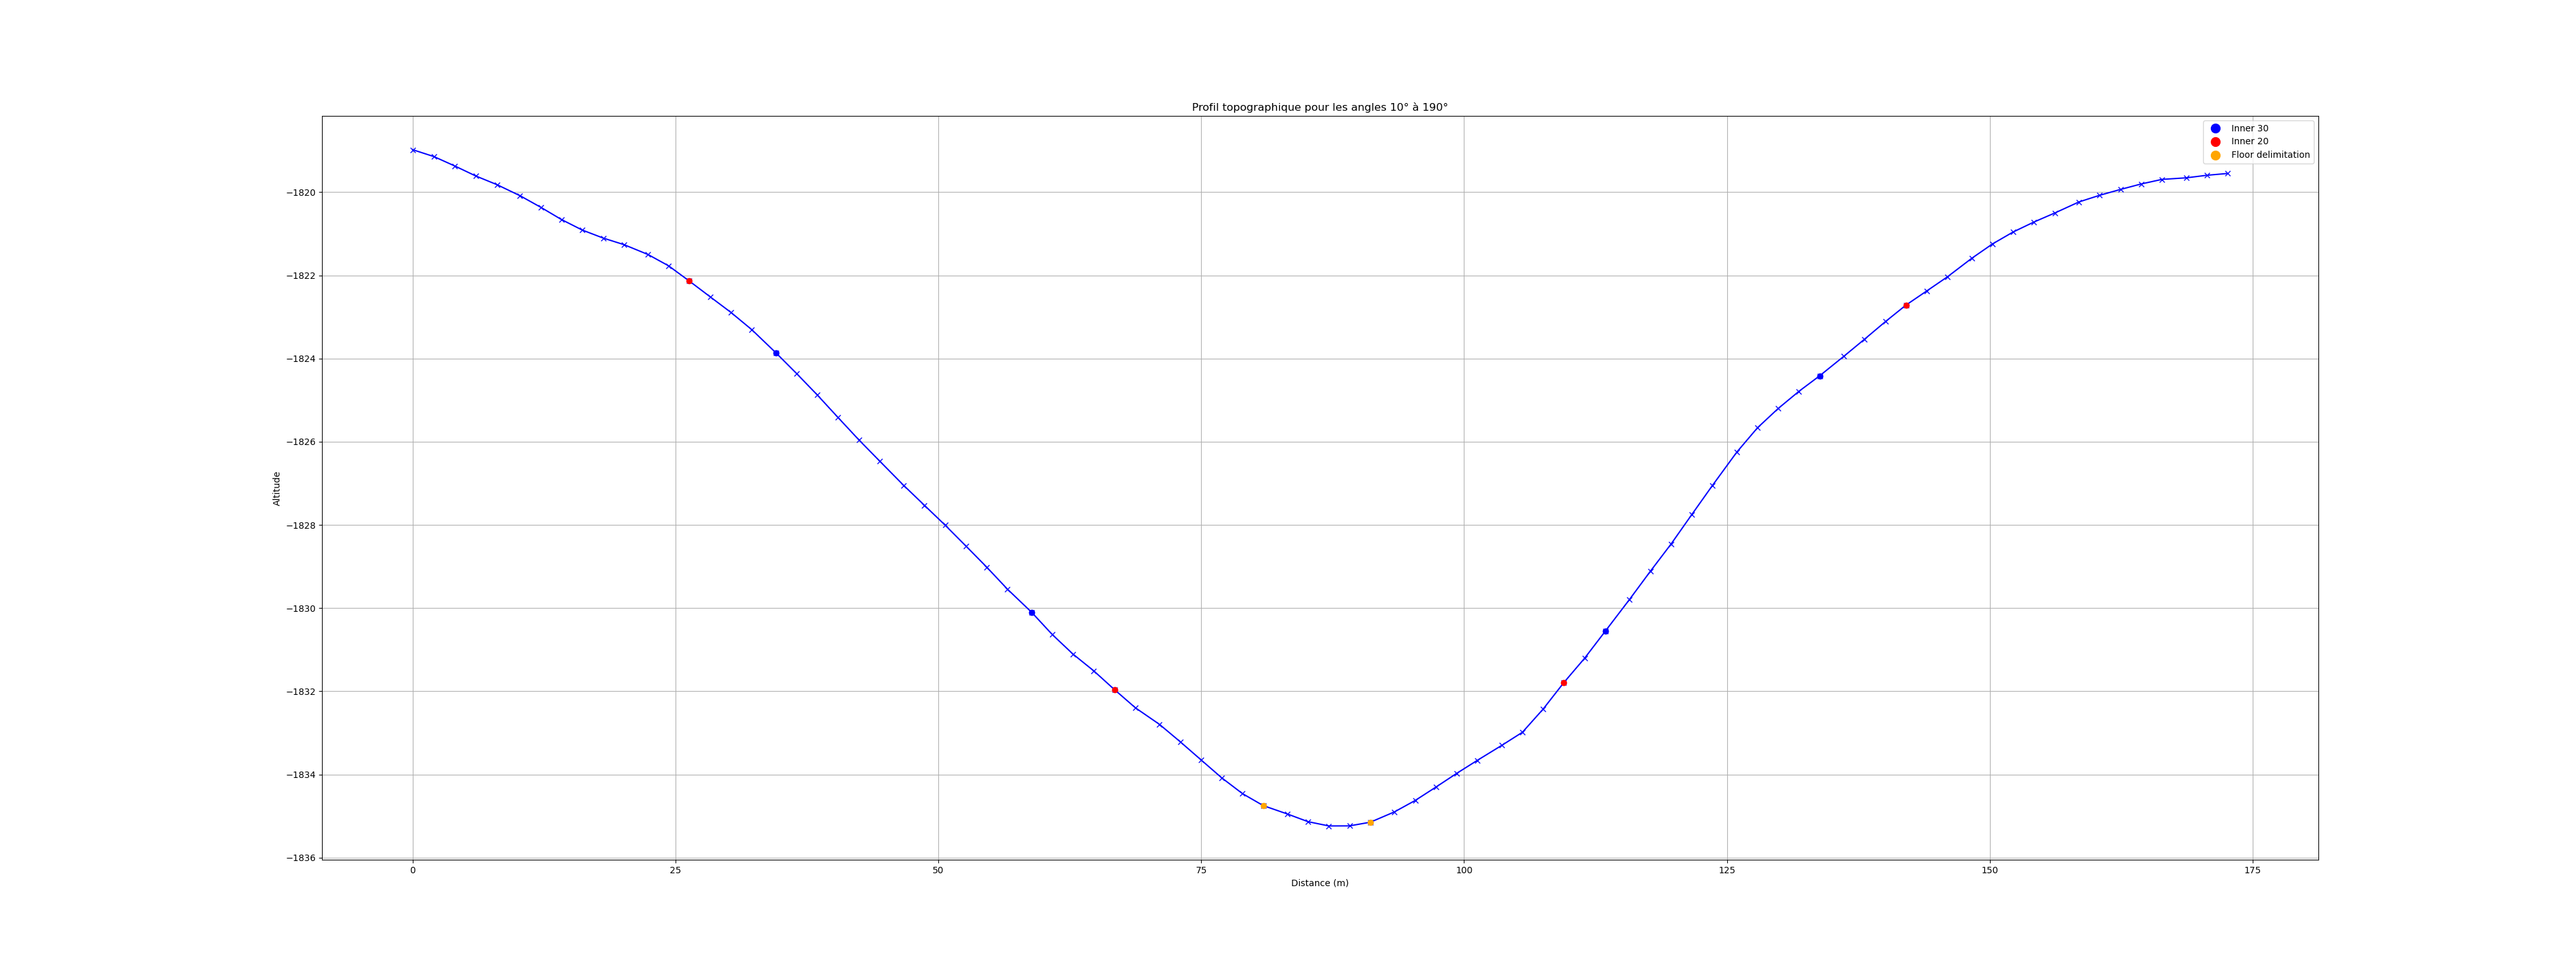 Profil topographique pour les angles 10° à 190°
Inner 30
Inner 20
Floor delimitation
−1820
−1822
−1824
−1826
−1828
−1830
−1832
−1834
−1836
Altitude
0
25
50
75
100
125
150
175
Distance (m)